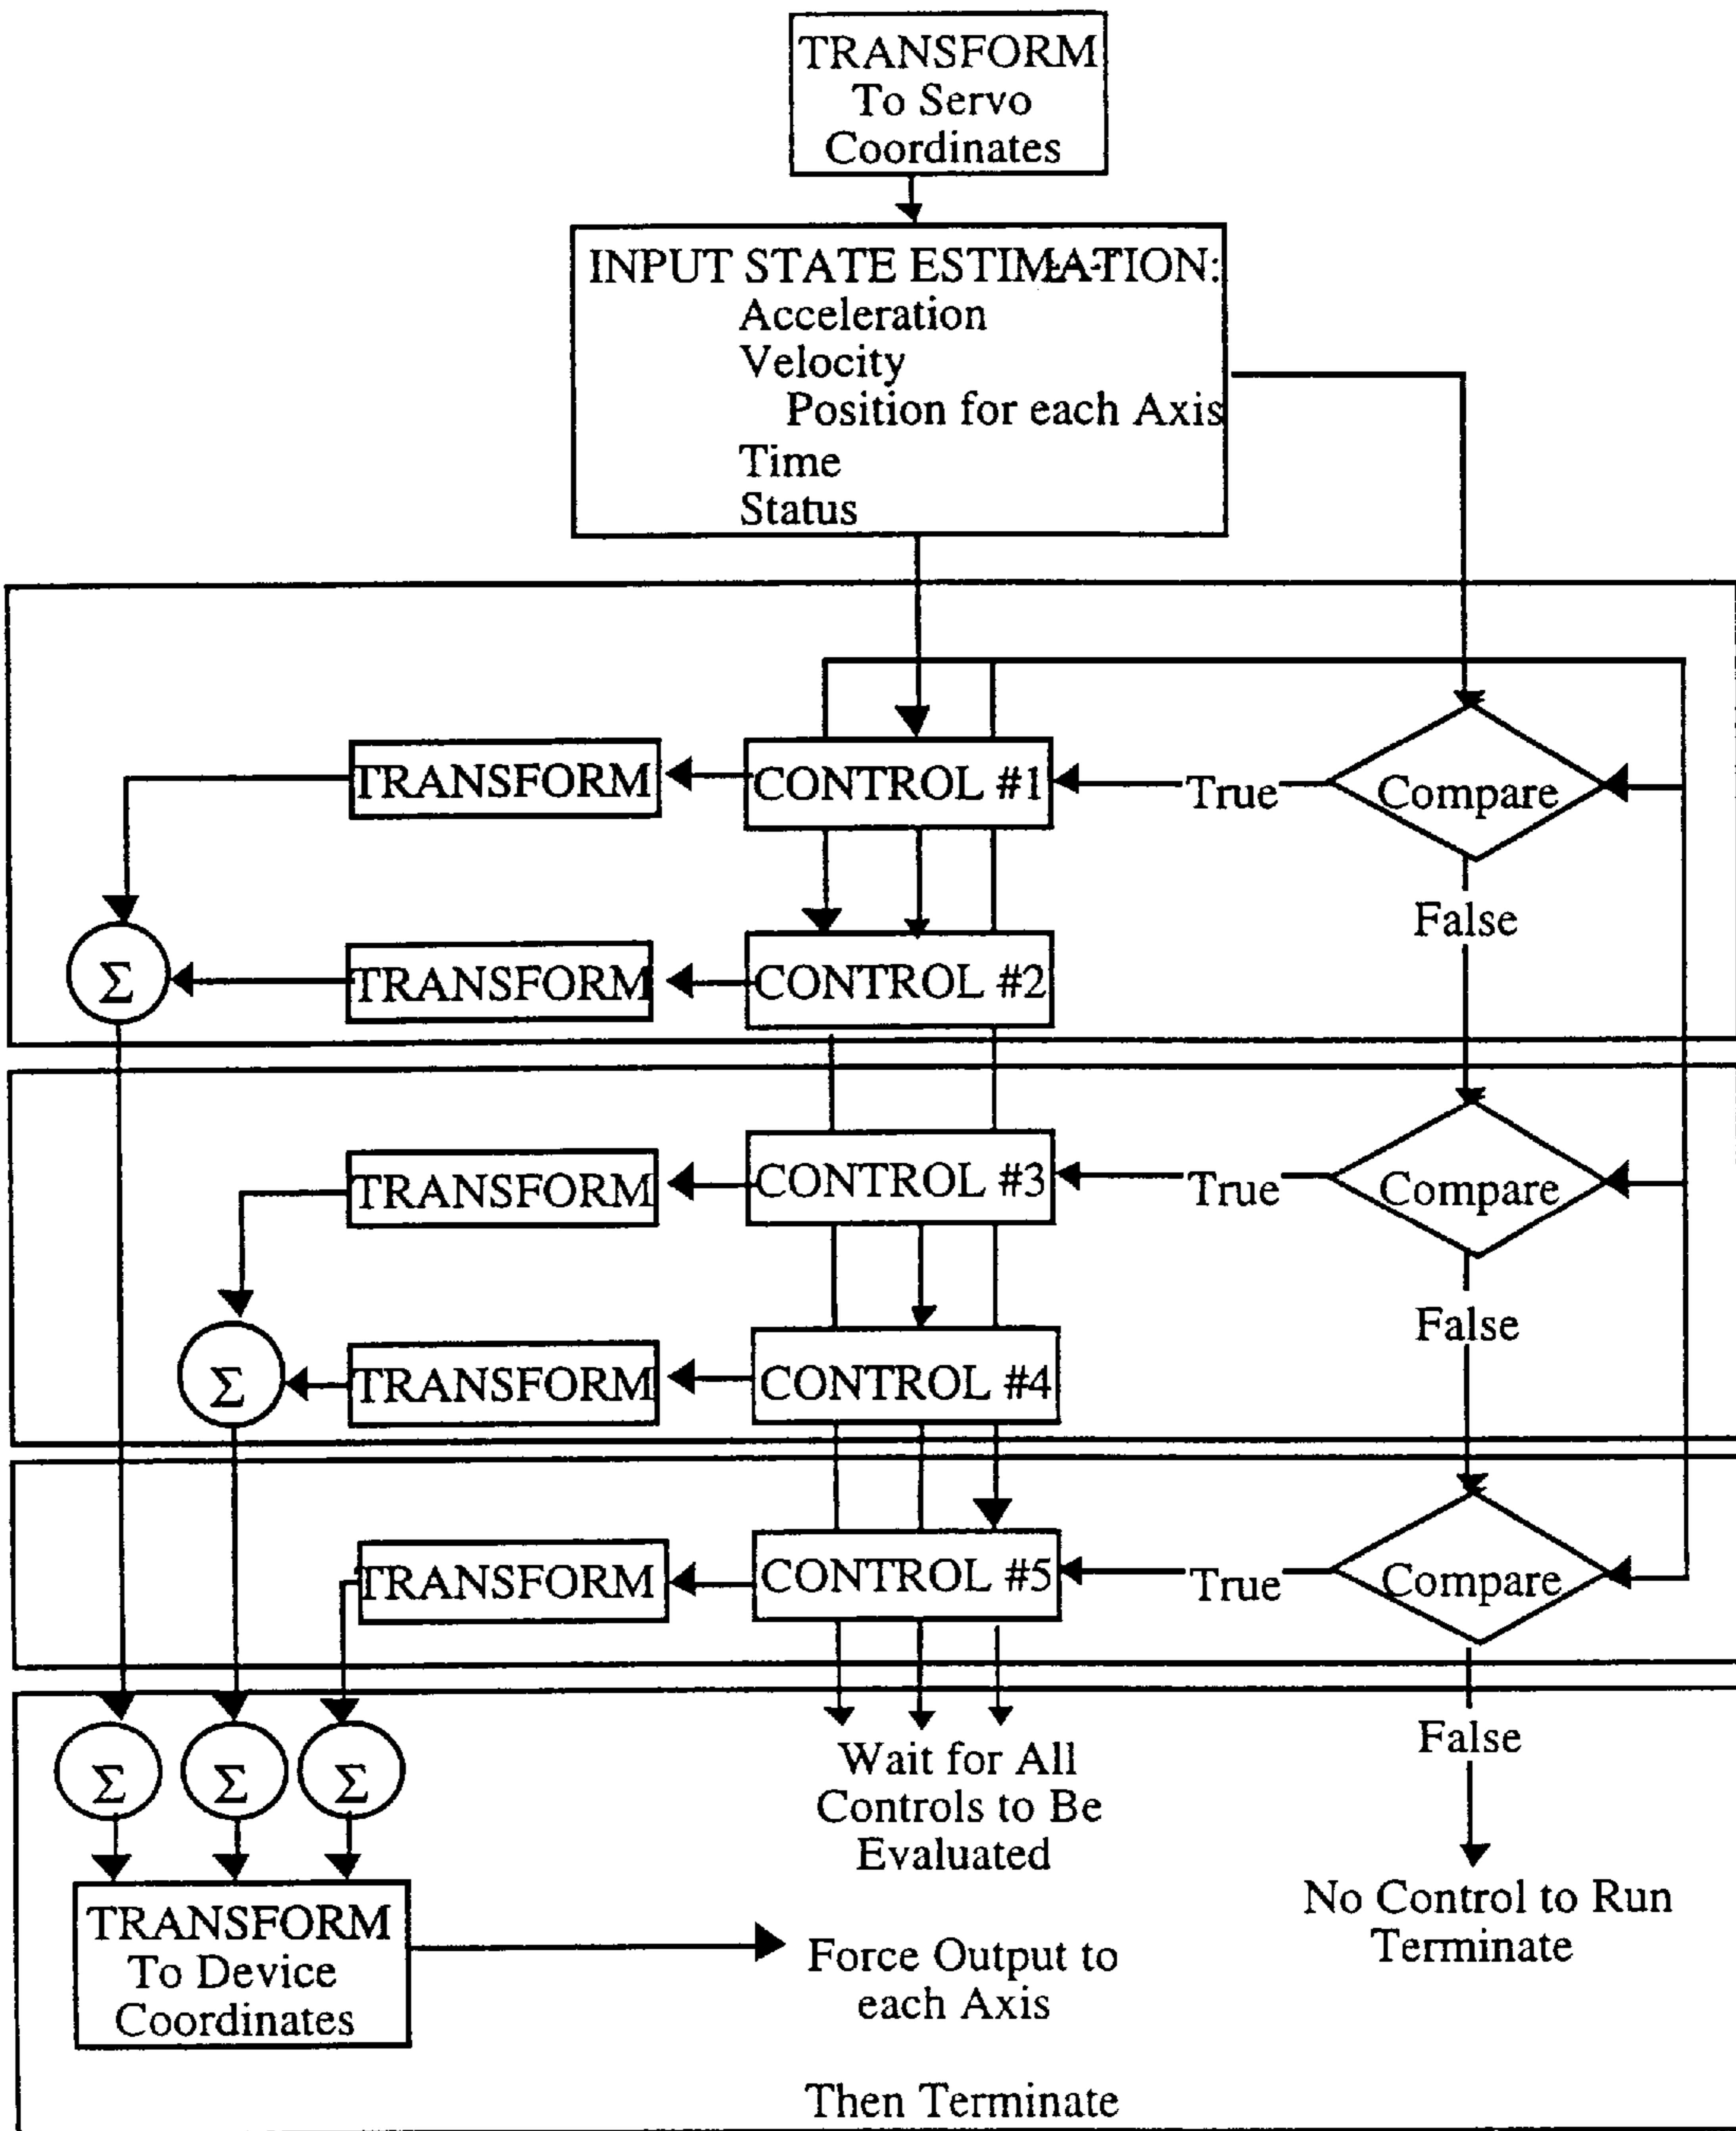 TRANSFORM
To Servo
Coordinates
INPUT STATE ESTIMATION:
Acceleration
Velocity
Position for each Axis
Time
Status
TRANSFORM
CONTROL #1
True
Compare
False
Σ
TRANSFORM
CONTROL #2
TRANSFORM
CONTROL #3
True
Compare
False
Σ
TRANSFORM
CONTROL #4
TRANSFORM
CONTROL #5
True
Compare
False
Σ
Σ
Σ
Wait for All
Controls to Be
Evaluated
No Control to Run
Terminate
TRANSFORM
To Device
Coordinates
Force Output to
each Axis
Then Terminate